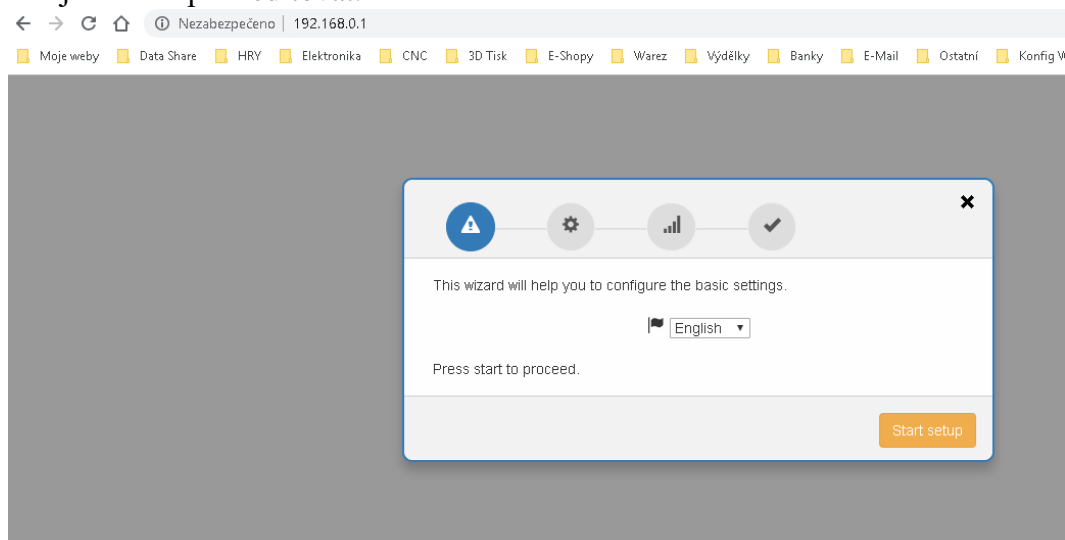 Nezabezpečeno | 192.168.0.1
Moje weby Data Share HRY Elektronika CNC 3D Tisk E-Shopy Warez Výdělky Banky E-Mail Ostatní Konfig
This wizard will help you to configure the basic settings.
English
Press start to proceed.
Start setup